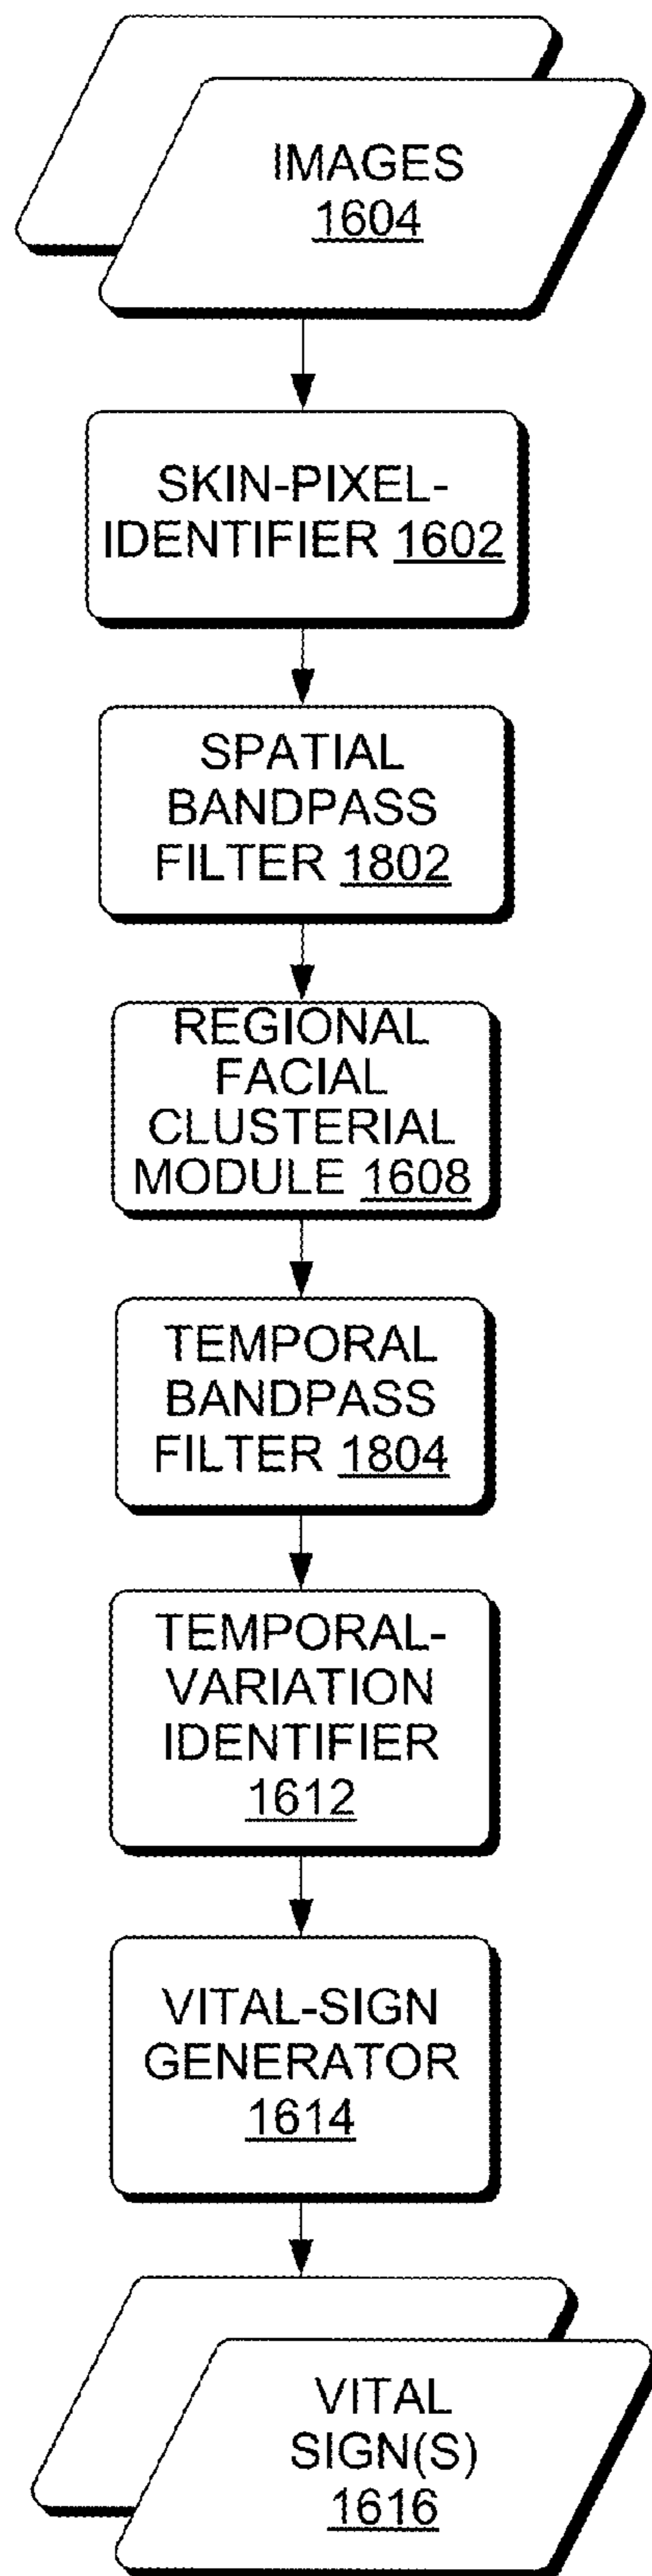 IMAGES
1604
SKIN-PIXEL-
IDENTIFIER 1602
SPATIAL
BANDPASS
FILTER 1802
REGIONAL
FACIAL
CLUSTERIAL
MODULE 1608
TEMPORAL
BANDPASS
FILTER 1804
TEMPORAL-
VARIATION
IDENTIFIER
1612
VITAL-SIGN
GENERATOR
1614
VITAL
SIGN(S)
1616